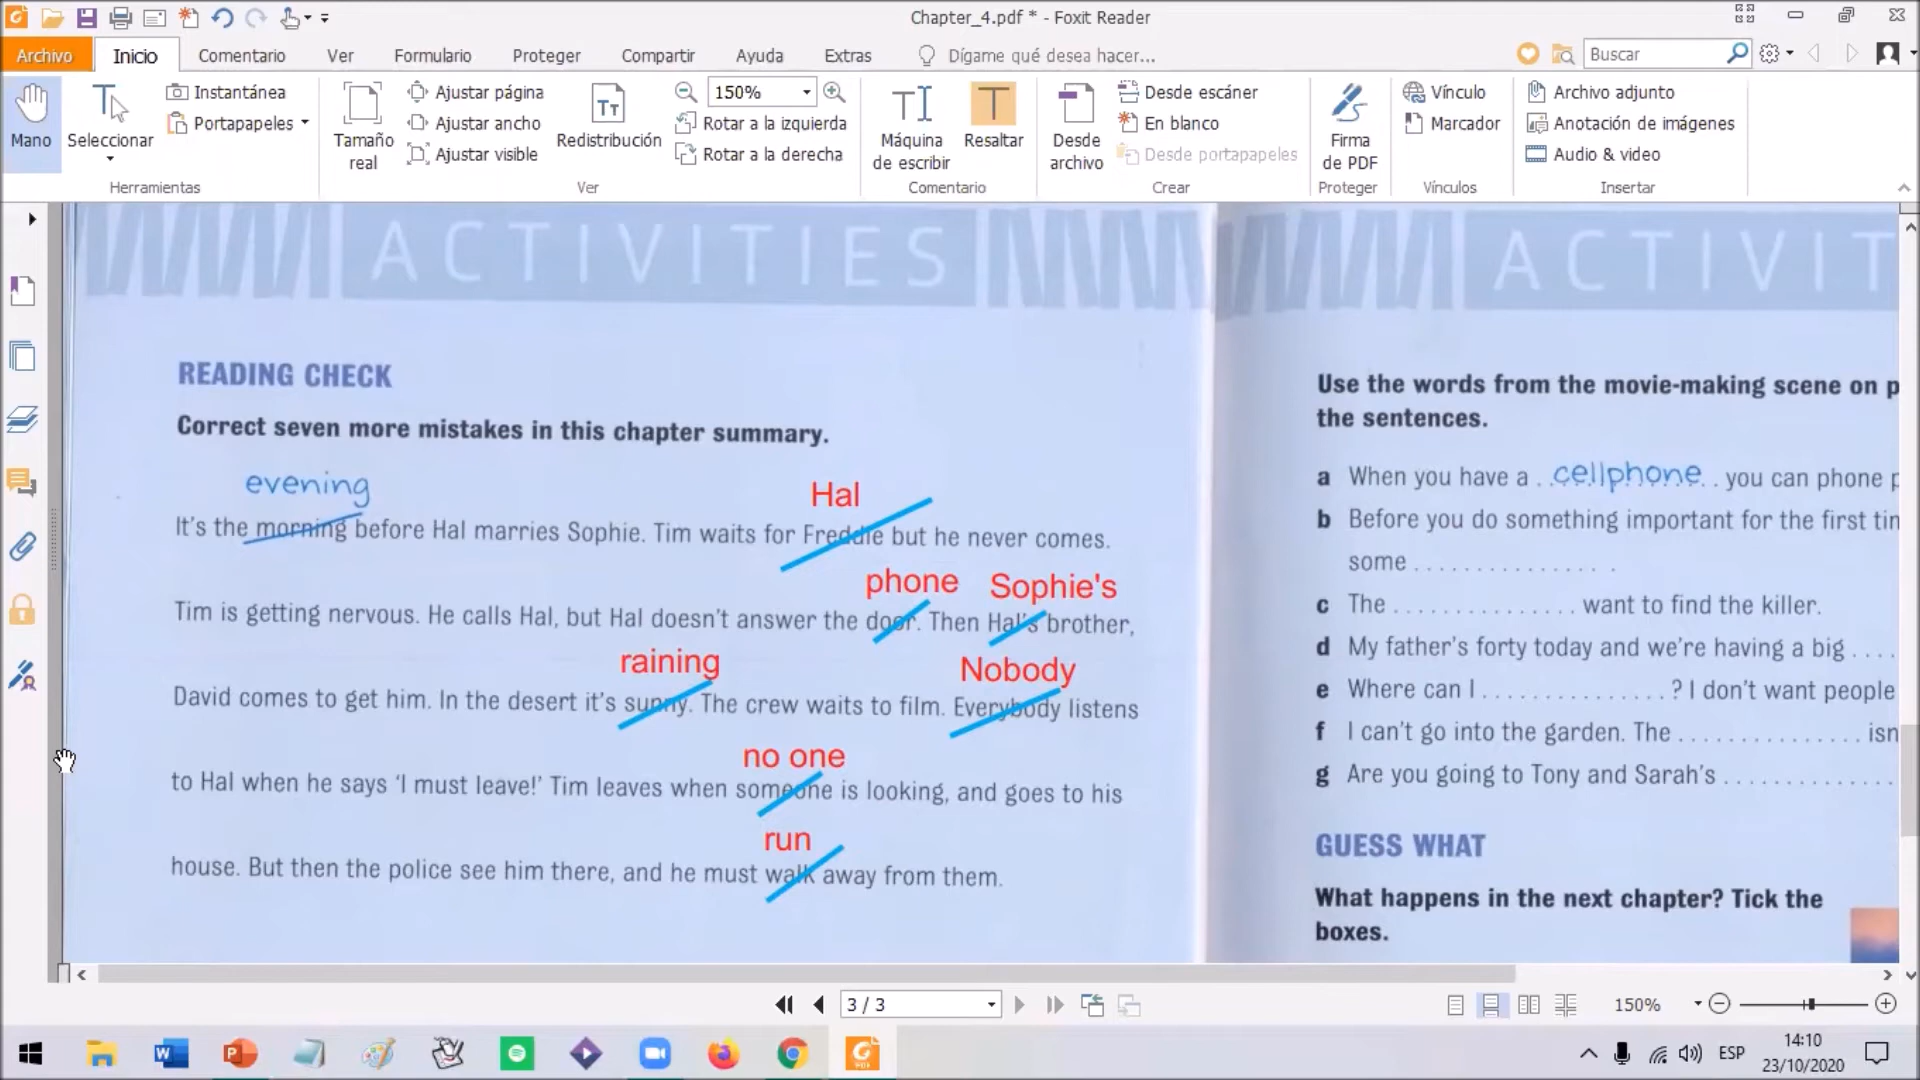 Chapter_4.pdf * - Foxit Reader
Archivo Inicio Comentario Ver Formulario Proteger Compartir Ayuda Extras Dígame qué desea hacer... Buscar
Mano
Seleccionar
Instantánea
Portapapeles
Herramientas
Tamaño
real
Ajustar página
Ajustar ancho
Ajustar visible
Redistribución
150%
Rotar a la izquierda
Rotar a la derecha
Ver
Máquina
de escribir
Resaltar
Comentario
Desde
archivo
Desde escáner
En blanco
Desde portapapeles
Crear
Firma
de PDF
Proteger
Vínculo
Marcador
Vínculos
Archivo adjunto
Anotación de imágenes
Audio & video
Insertar
ACTIVITIES
READING CHECK
Correct seven more mistakes in this chapter summary.
evening Hal
It's the morning before Hal marries Sophie. Tim waits for Freddie but he never comes.
phone Sophie's
Tim is getting nervous. He calls Hal, but Hal doesn't answer the door. Then Hal's brother,
raining Nobody
David comes to get him. In the desert it's sunny. The crew waits to film. Everybody listens
no one
to Hal when he says ‘I must leave!’ Tim leaves when someone is looking, and goes to his
run
house. But then the police see him there, and he must walk away from them.
ACTIVIT
Use the words from the movie-making scene on p
the sentences.
a When you have a . cellphone . . you can phone p
b Before you do something important for the first tin
some . . . . . . . . . . . . . . .
c The . . . . . . . . . . . . . . want to find the killer.
d My father's forty today and we're having a big . . . .
e Where can I . . . . . . . . . . . . . . ? I don't want people
f I can't go into the garden. The . . . . . . . . . . . . . . isn
g Are you going to Tony and Sarah's . . . . . . . . . . . . .
GUESS WHAT
What happens in the next chapter? Tick the
boxes.
3 / 3
150%
ESP
14:10
23/10/2020